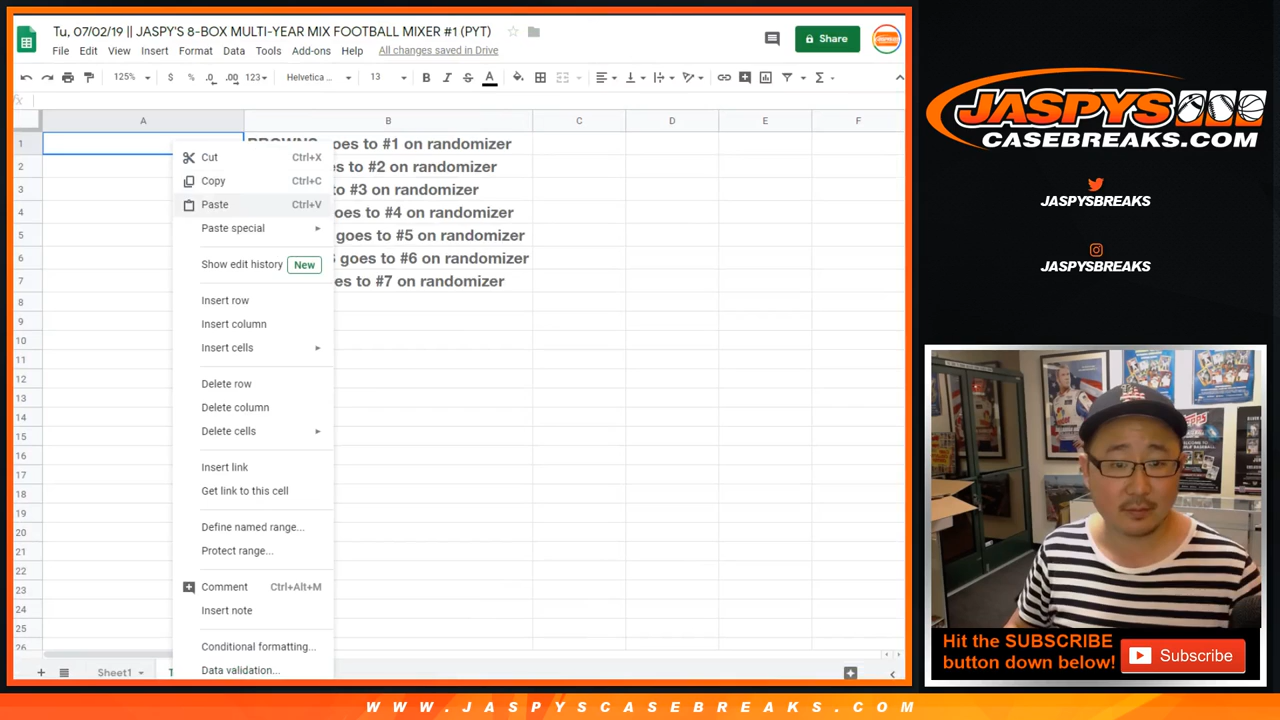 Tu, 07/02/19 || JASPY'S 8-BOX MULTI-YEAR MIX FOOTBALL MIXER #1 (PYT)
File Edit View Insert Format Data Tools Add-ons Help All changes saved in Drive
Share
125% $ % .0 .00 123 Helvetica ... 13 B I S A
fx
A B C D E F
1 BROWNS goes to #1 on randomizer
2 es to #2 on randomizer
3 to #3 on randomizer
4 oes to #4 on randomizer
5 goes to #5 on randomizer
6 goes to #6 on randomizer
7 es to #7 on randomizer
8
9
10
11
12
13
14
15
16
17
18
19
20
21
22
23
24
25
26
Cut Ctrl+X
Copy Ctrl+C
Paste Ctrl+V
Paste special
Show edit history New
Insert row
Insert column
Insert cells
Delete row
Delete column
Delete cells
Insert link
Get link to this cell
Define named range...
Protect range...
Comment Ctrl+Alt+M
Insert note
Conditional formatting...
Data validation...
Sheet1
JASPYS
CASEBREAKS.COM
JASPYSBREAKS
JASPYSBREAKS
Hit the SUBSCRIBE
button down below!
Subscribe
WWW.JASPYSCASEBREAKS.COM